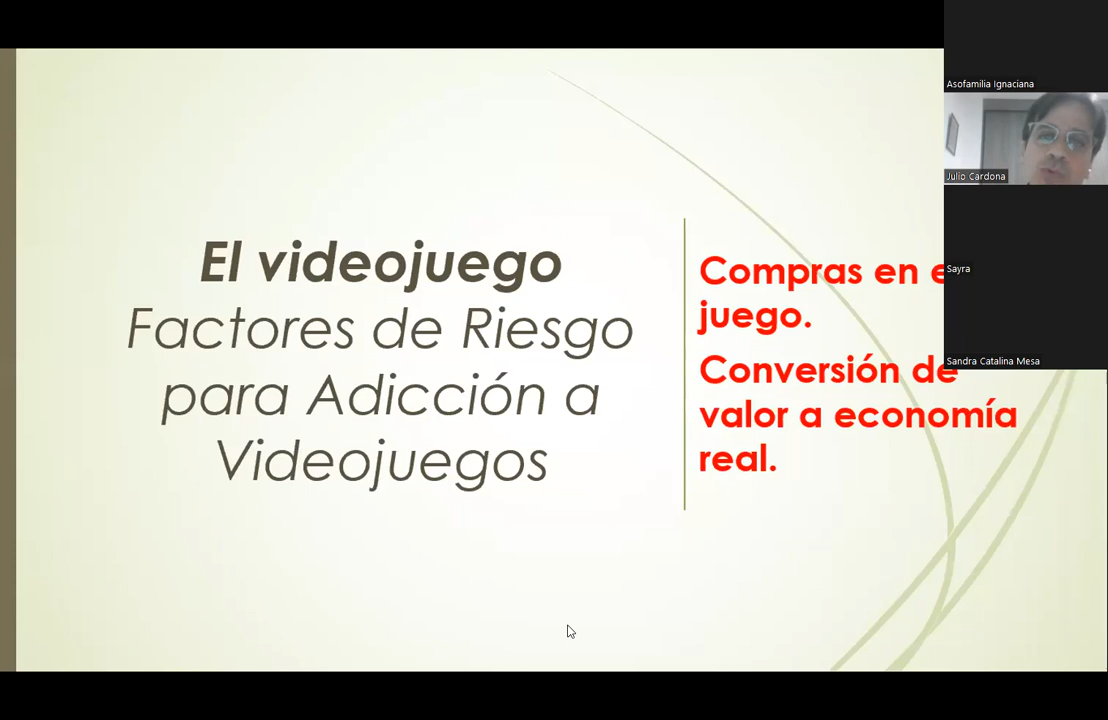 El videojuego
Factores de Riesgo
para Adicción a
Videojuegos
Compras en e
juego.
Conversión de
valor a economía
real.
Asofamilia Ignaciana
Julio Cardona
Sayra
Sandra Catalina Mesa